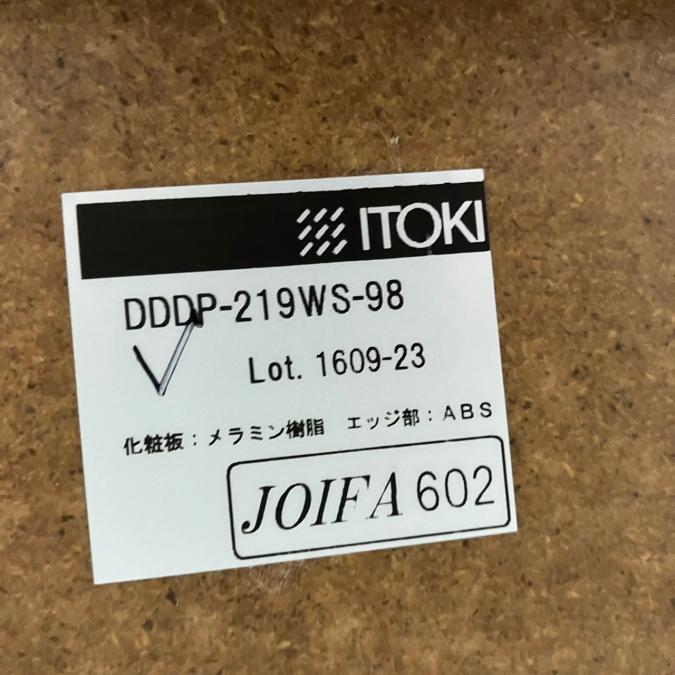 ITOKI
DDDP-219WS-98
Lot. 1609-23
化粧板：メラミン樹脂　エッジ部：ABS
JOIFA 602